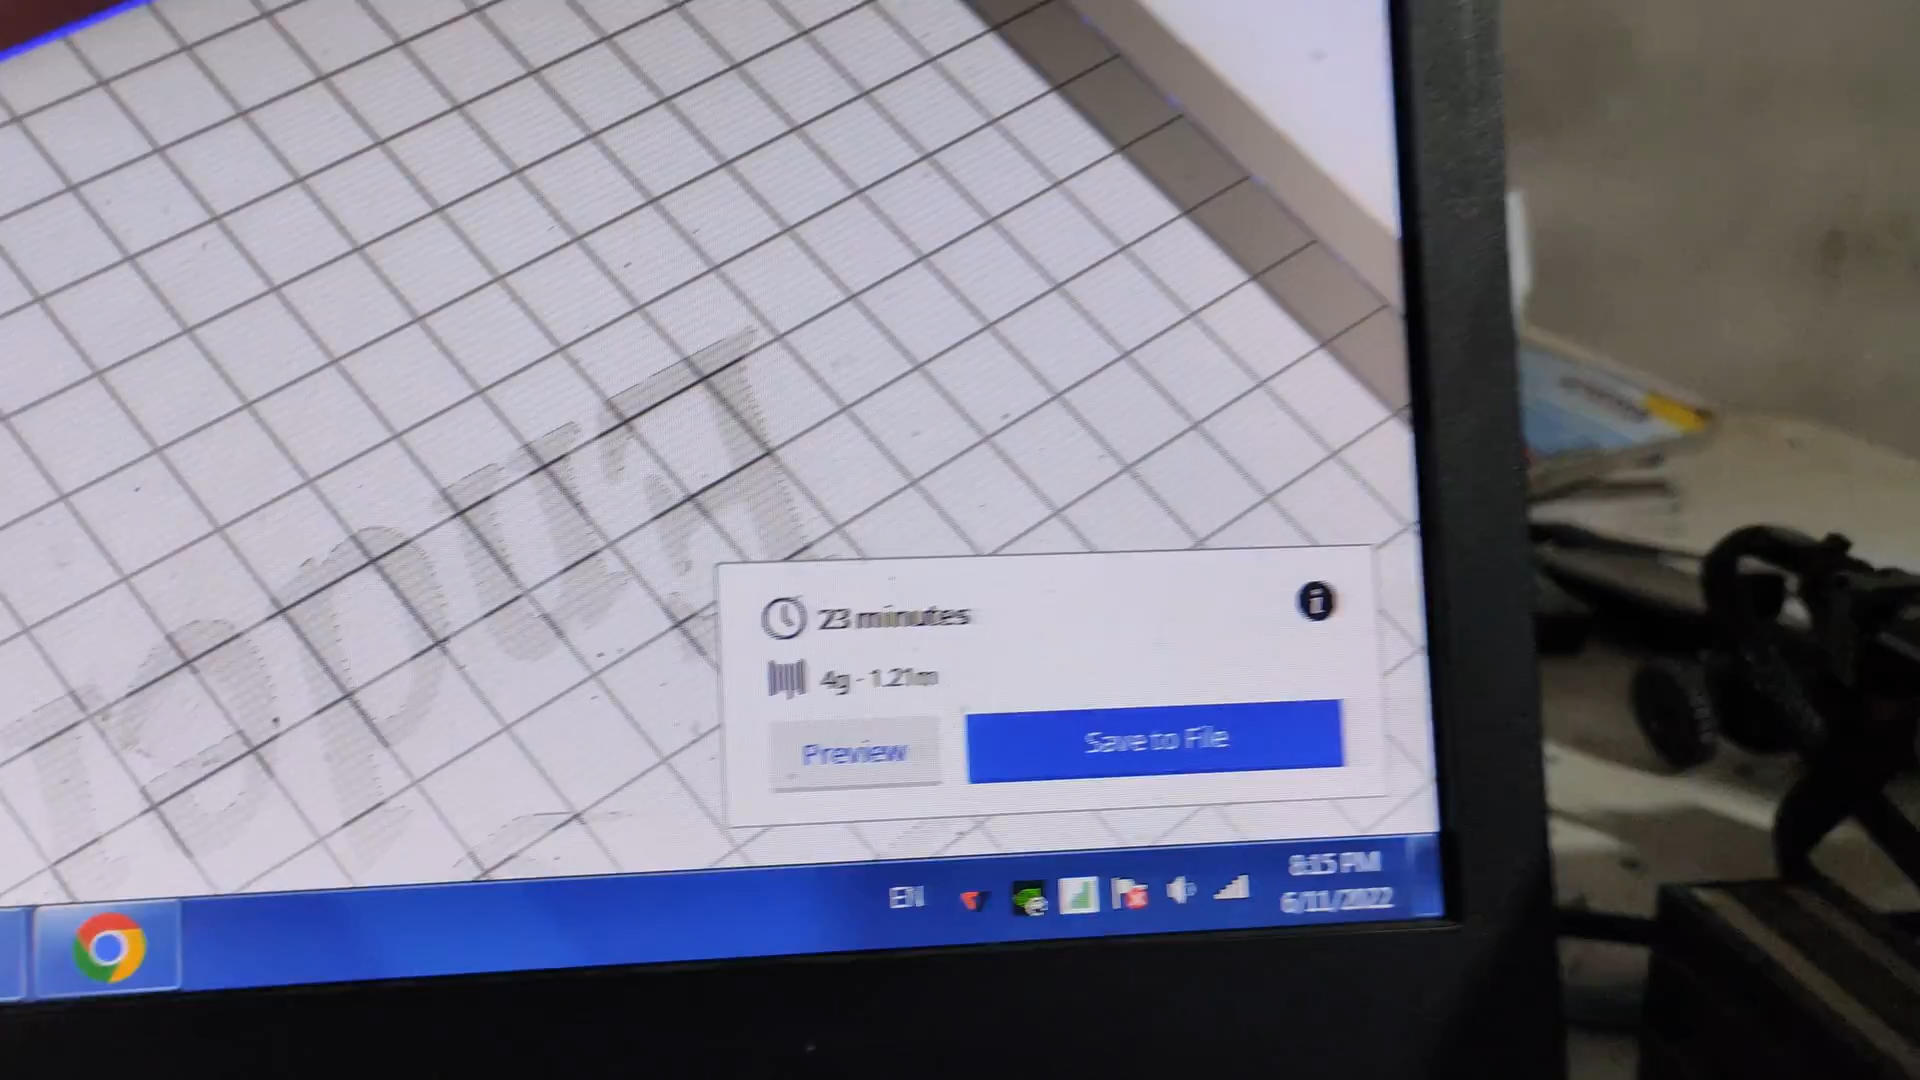 23 minutes
4g - 1.21m
Preview
Save to File
EN
8:15 PM
6/11/2022